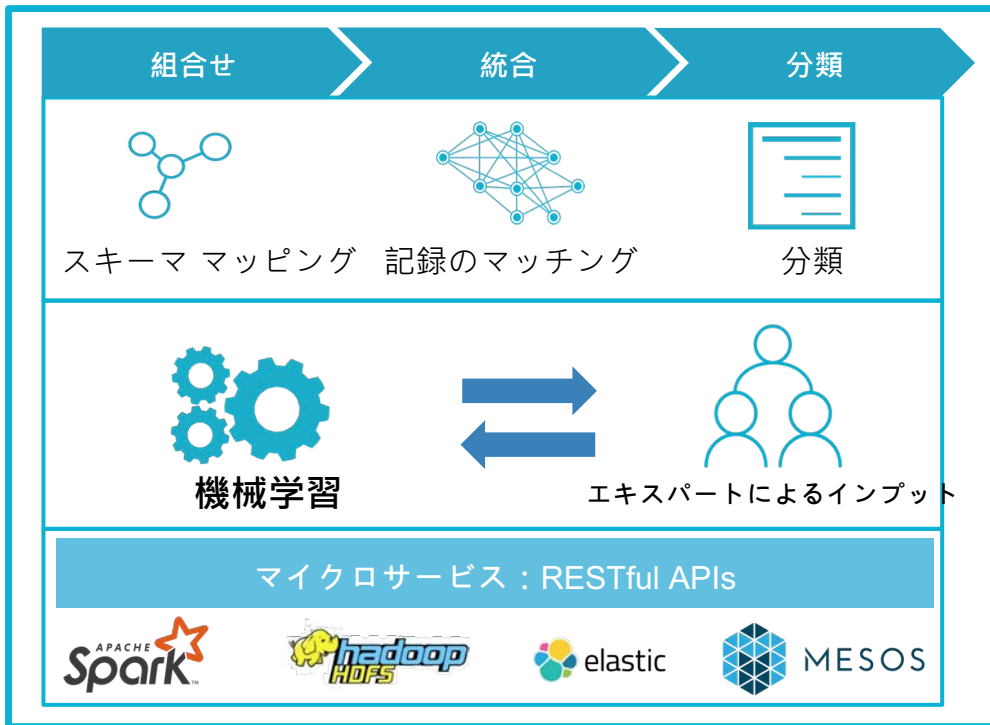 組合せ
統合
分類
スキーマ マッピング
記録のマッチング
分類
機械学習
エキスパートによるインプット
マイクロサービス：RESTful APIs
APACHE
Spark™
hadoop
HDFS
elastic
MESOS